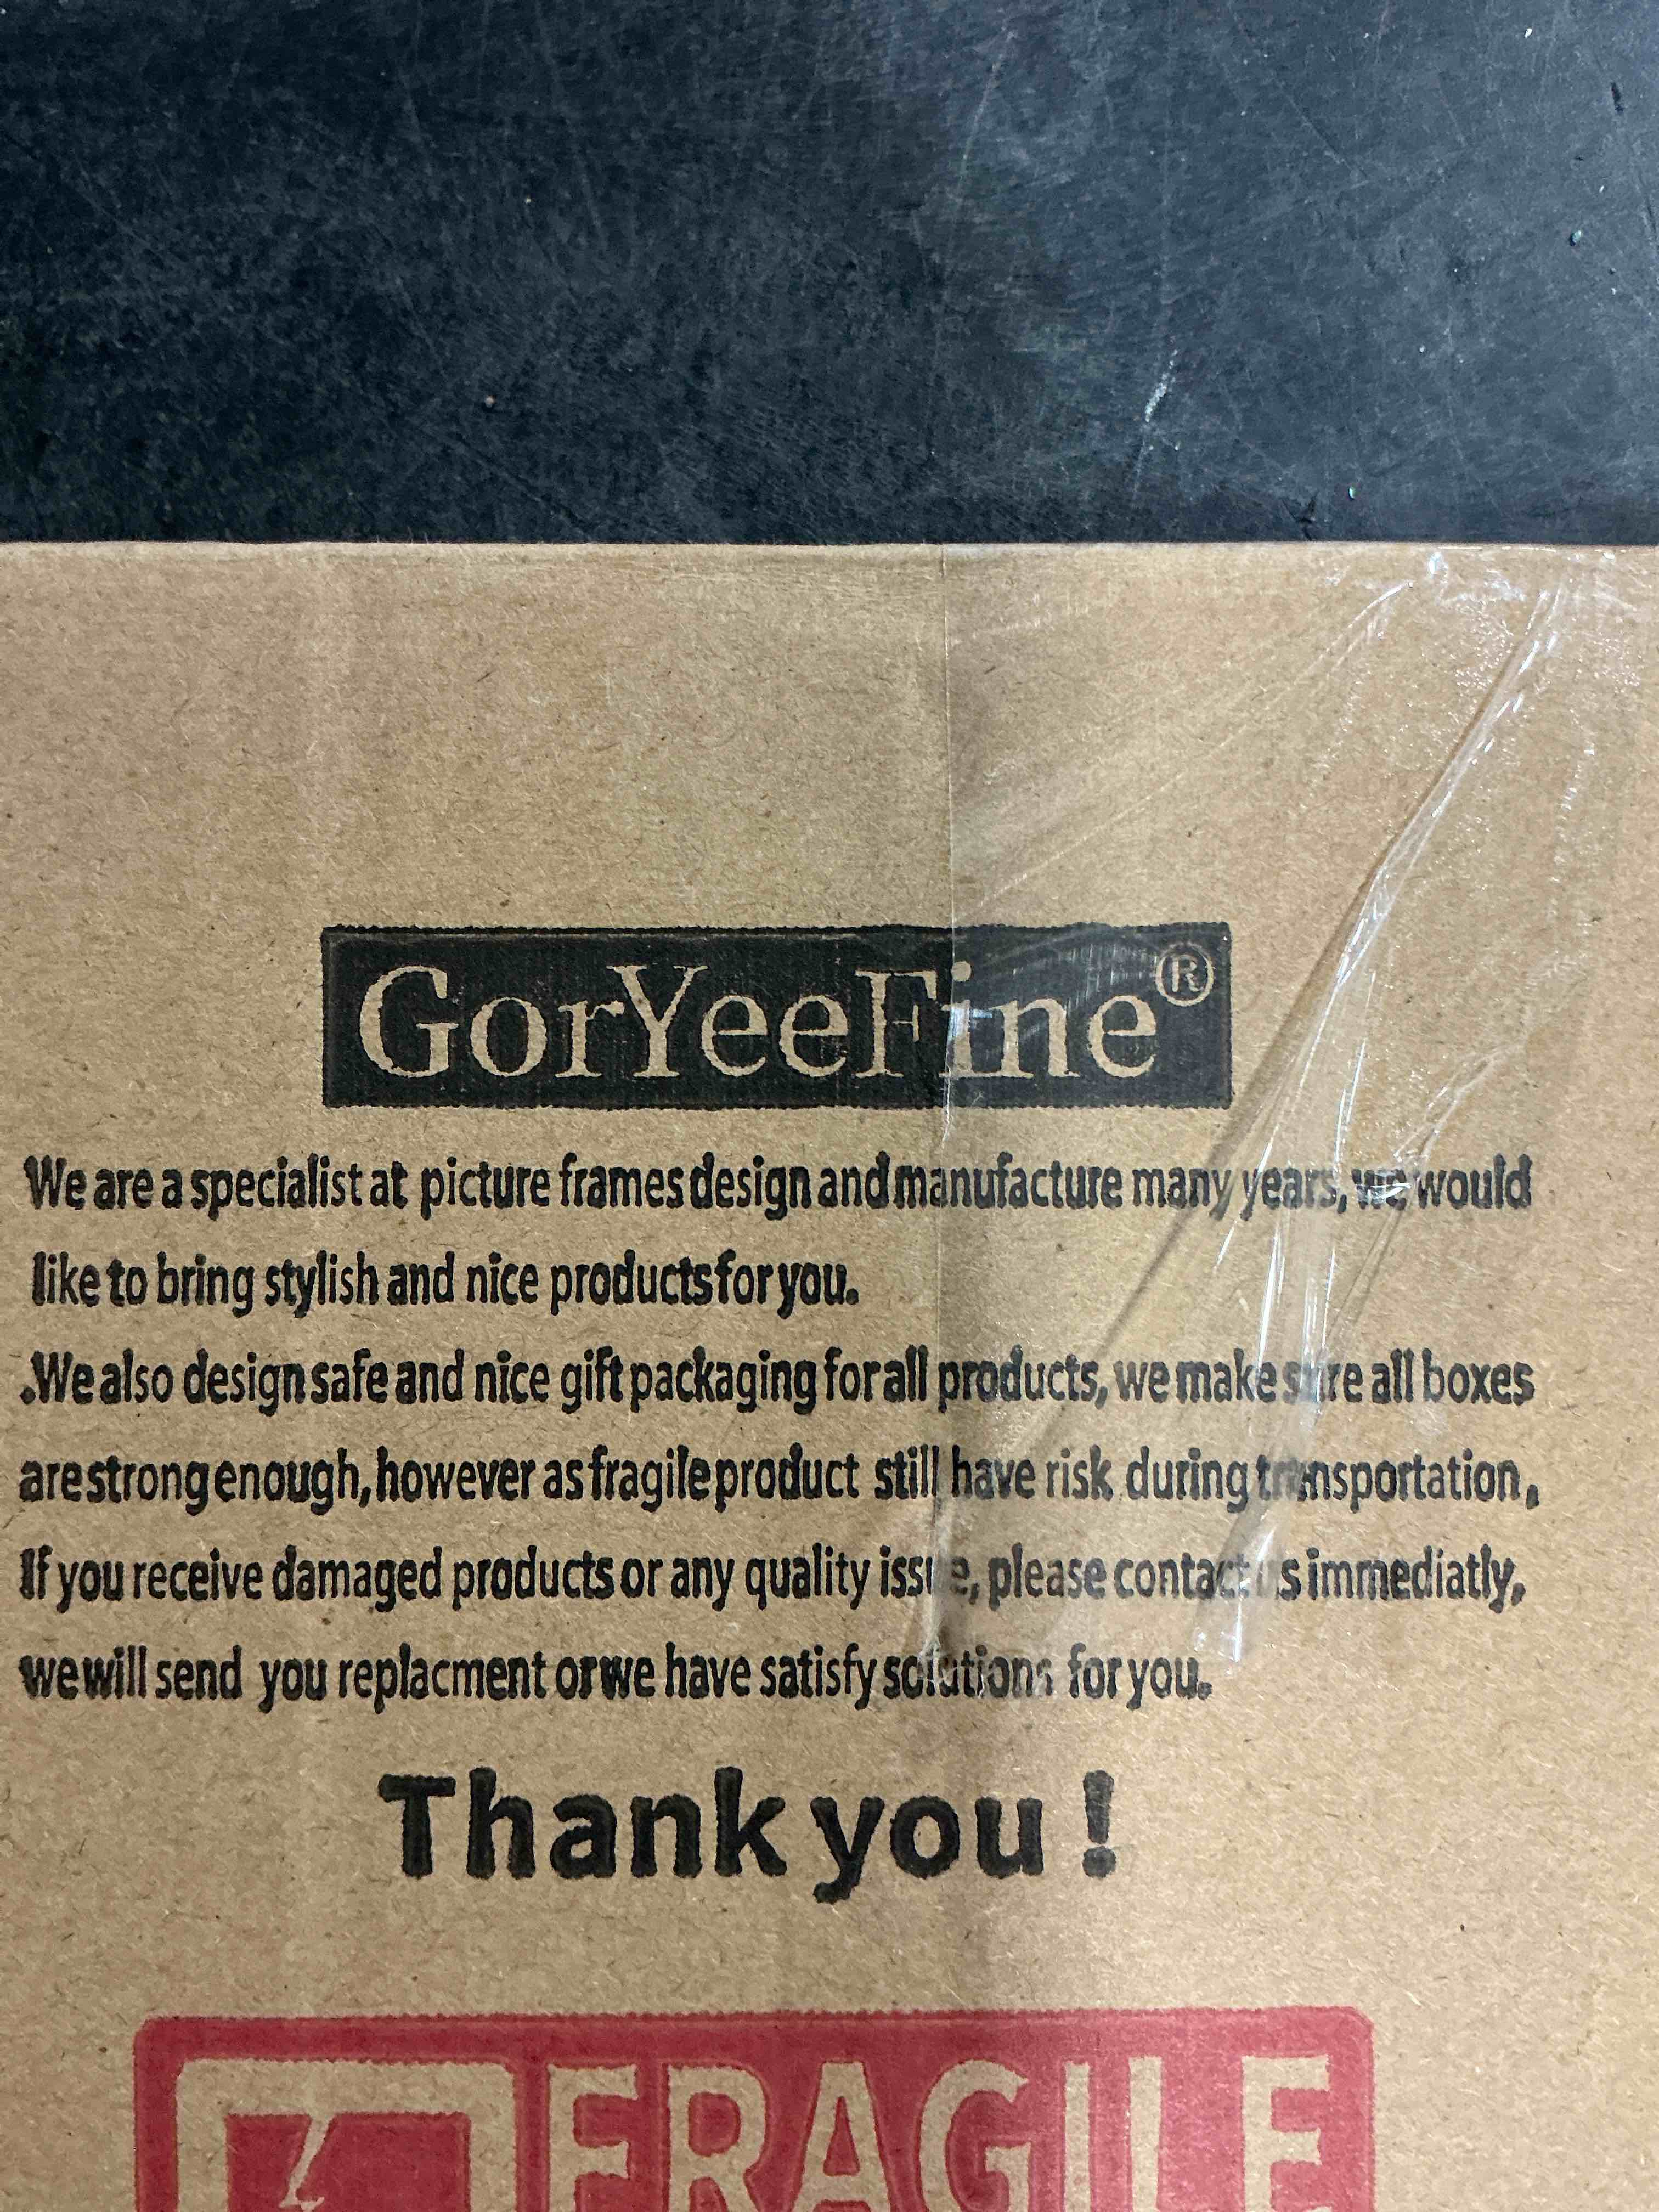 GorYeeFine®
We are a specialist at picture frames design and manufacture many years, we would
like to bring stylish and nice products for you.
.We also design safe and nice gift packaging for all products, we make sure all boxes
are strong enough, however as fragile product still have risk during transportation,
If you receive damaged products or any quality issue, please contact us immediatly,
we will send you replacment or we have satisfy solutions for you.
Thank you !
FRAGILE